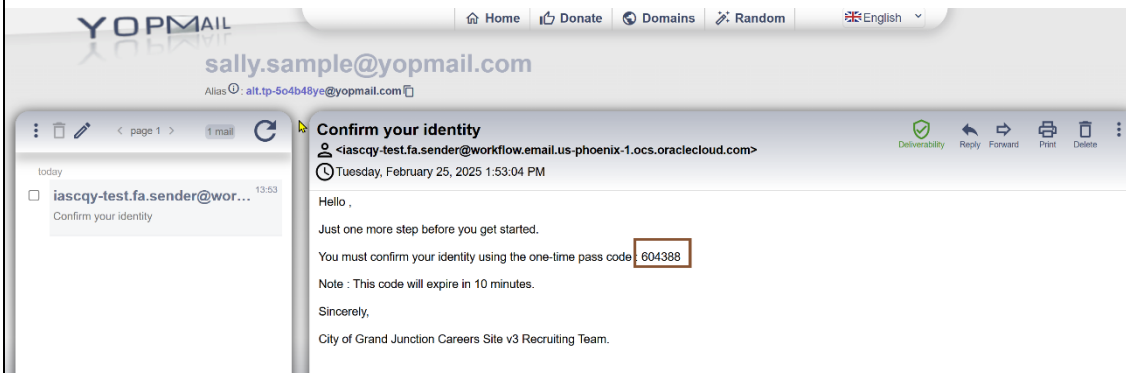 YOPMAIL
Home Donate Domains Random English
sally.sample@yopmail.com
Alias : alt.tp-5o4b48ye@yopmail.com
< page 1 > 1 mail
today
iascqy-test.fa.sender@wor... 13:53
Confirm your identity
Confirm your identity
<iascqy-test.fa.sender@workflow.email.us-phoenix-1.ocs.oraclecloud.com>
Tuesday, February 25, 2025 1:53:04 PM
Deliverability Reply Forward Print Delete
Hello ,
Just one more step before you get started.
You must confirm your identity using the one-time pass code : 604388
Note : This code will expire in 10 minutes.
Sincerely,
City of Grand Junction Careers Site v3 Recruiting Team.